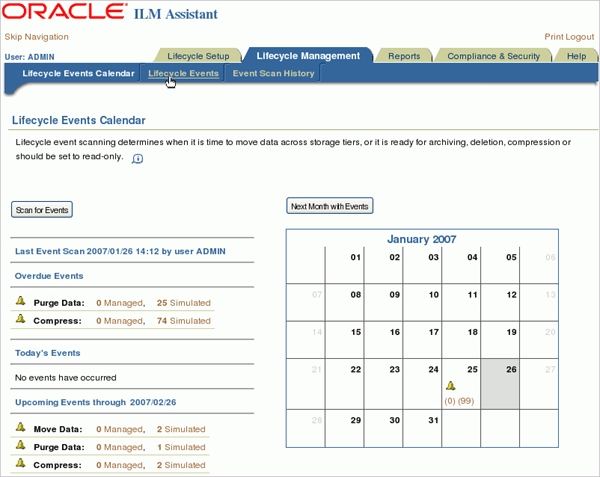 ORACLE ILM Assistant
Skip Navigation
Print Logout
User: ADMIN
Lifecycle Setup
Lifecycle Management
Reports
Compliance & Security
Help
Lifecycle Events Calendar
Lifecycle Events
Event Scan History
Lifecycle Events Calendar
Lifecycle event scanning determines when it is time to move data across storage tiers, or it is ready for archiving, deletion, compression or
should be set to read-only.
Scan for Events
Last Event Scan 2007/01/26 14:12 by user ADMIN
Overdue Events
Purge Data: 0 Managed, 25 Simulated
Compress: 0 Managed, 74 Simulated
Today's Events
No events have occurred
Upcoming Events through 2007/02/26
Move Data: 0 Managed, 2 Simulated
Purge Data: 0 Managed, 1 Simulated
Compress: 0 Managed, 2 Simulated
Next Month with Events
January 2007
01 02 03 04 05 06
07 08 09 10 11 12 13
14 15 16 17 18 19 20
21 22 23 24 25 26 27
(0) (99)
28 29 30 31